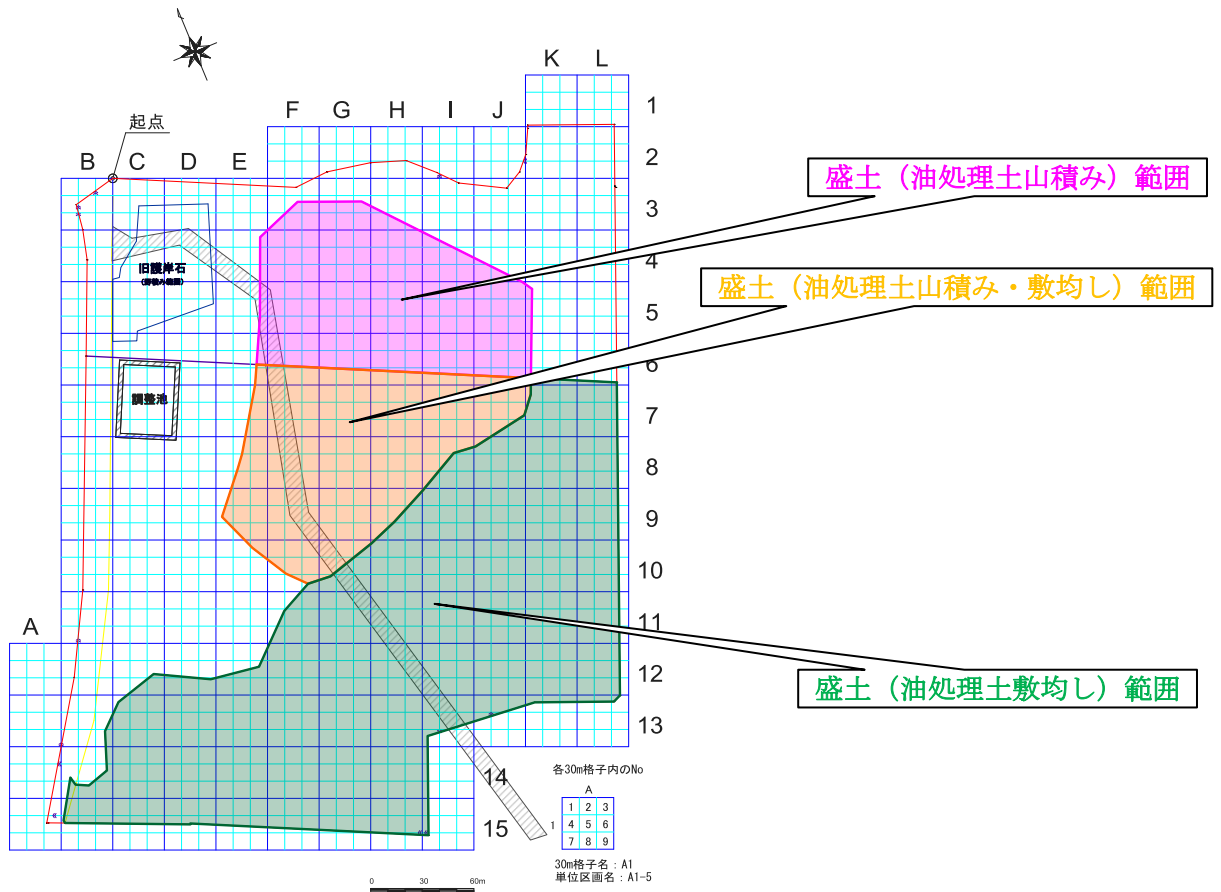 K L
1
F G H I J
起点
2
B C D E
盛土（油処理土山積み）範囲
3
4
旧護岸石
盛土（油処理土山積み・敷均し）範囲
5
6
調整池
7
8
9
10
11
A
12
盛土（油処理土敷均し）範囲
13
14
各30m格子内のNo
A
1 2 3
15
1
4 5 6
7 8 9
30m格子名：A1
単位区画名：A1-5
0 30 60m